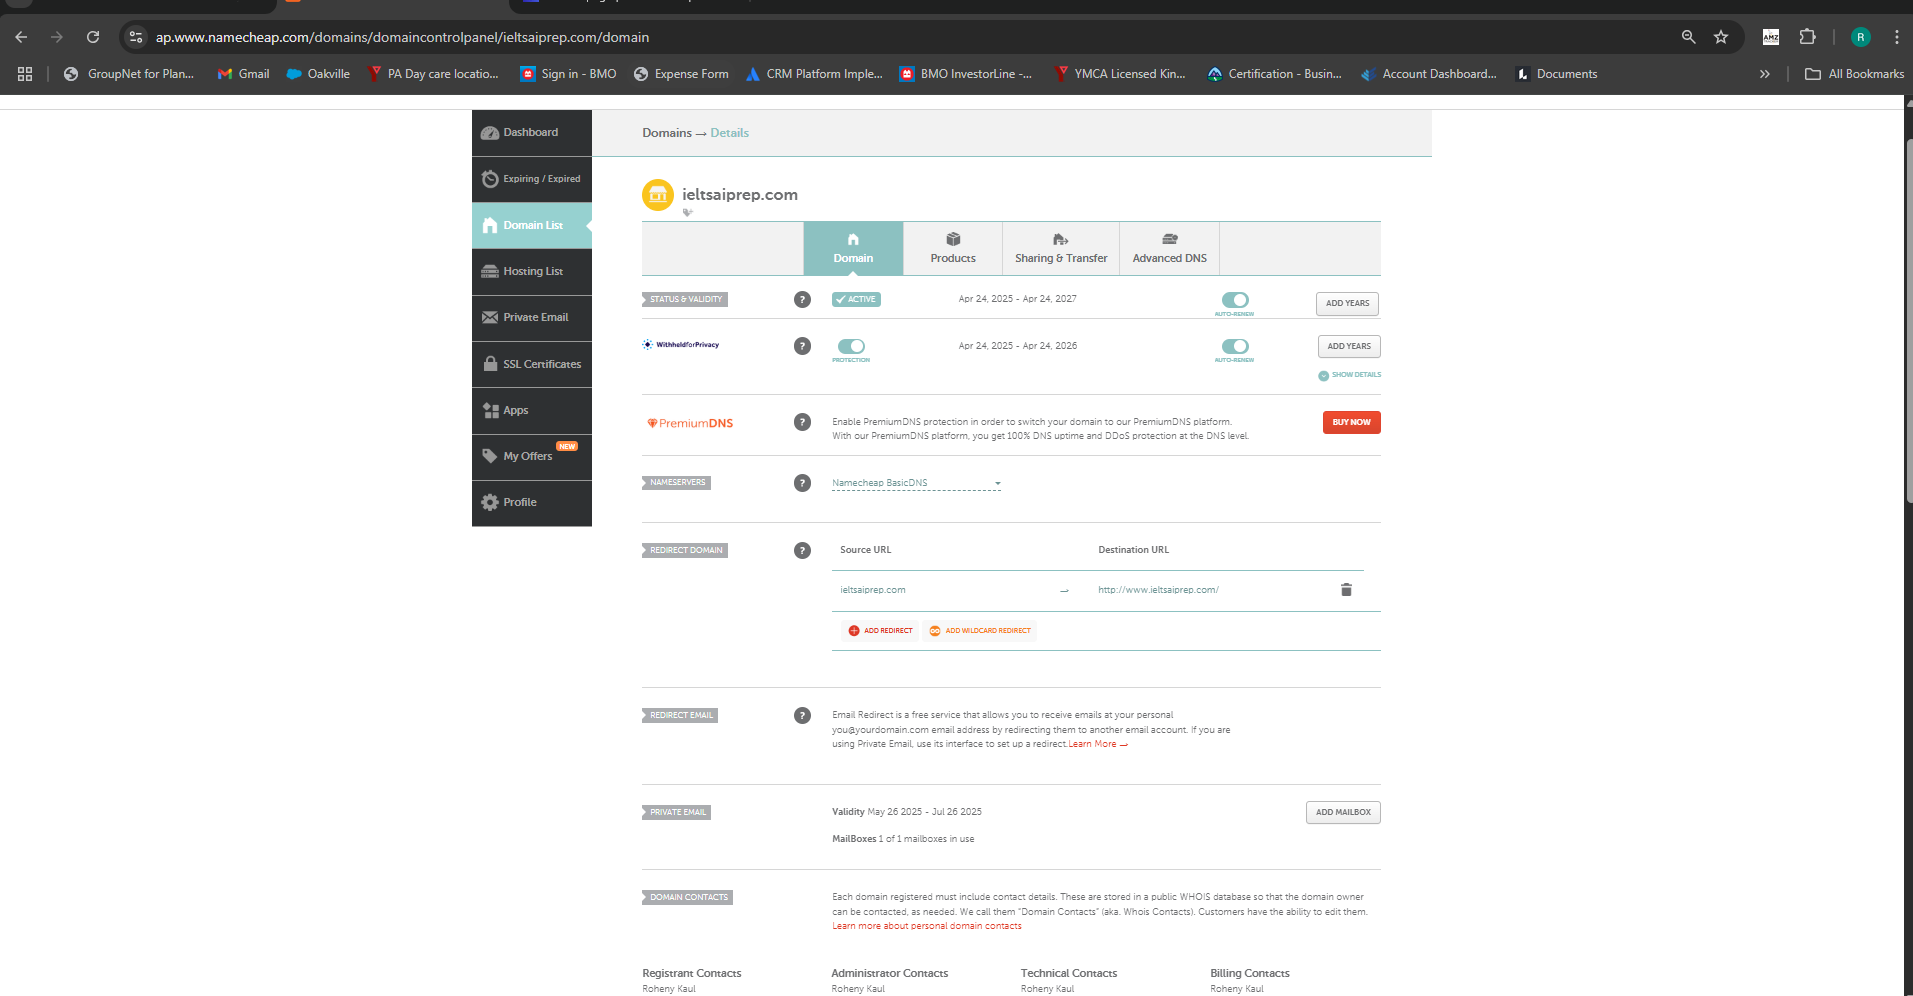 ap.www.namecheap.com/domains/domaincontrolpanel/ieltsaiprep.com/domain
AMZ
R
GroupNet for Plan...
Gmail
Oakville
PA Day care locatio...
Sign in - BMO
Expense Form
CRM Platform Imple...
BMO InvestorLine -...
YMCA Licensed Kin...
Certification - Busin...
Account Dashboard...
Documents
»
All Bookmarks
Dashboard
Expiring / Expired
Domain List
Hosting List
Private Email
SSL Certificates
Apps
My Offers NEW
Profile
Domains → Details
ieltsaiprep.com
Domain
Products
Sharing & Transfer
Advanced DNS
STATUS & VALIDITY ? ACTIVE Apr 24, 2025 - Apr 24, 2027 AUTO-RENEW ADD YEARS
WithheldforPrivacy ? PROTECTION Apr 24, 2025 - Apr 24, 2026 AUTO-RENEW ADD YEARS
SHOW DETAILS
PremiumDNS ? Enable PremiumDNS protection in order to switch your domain to our PremiumDNS platform. BUY NOW
With our PremiumDNS platform, you get 100% DNS uptime and DDoS protection at the DNS level.
NAMESERVERS ? Namecheap BasicDNS
REDIRECT DOMAIN ? Source URL Destination URL
ieltsaiprep.com → http://www.ieltsaiprep.com/
ADD REDIRECT ADD WILDCARD REDIRECT
REDIRECT EMAIL ? Email Redirect is a free service that allows you to receive emails at your personal
you@yourdomain.com email address by redirecting them to another email account. If you are
using Private Email, use its interface to set up a redirect.Learn More →
PRIVATE EMAIL Validity May 26 2025 - Jul 26 2025 ADD MAILBOX
MailBoxes 1 of 1 mailboxes in use
DOMAIN CONTACTS Each domain registered must include contact details. These are stored in a public WHOIS database so that the domain owner
can be contacted, as needed. We call them "Domain Contacts" (aka. Whois Contacts). Customers have the ability to edit them.
Learn more about personal domain contacts
Registrant Contacts Administrator Contacts Technical Contacts Billing Contacts
Roheny Kaul Roheny Kaul Roheny Kaul Roheny Kaul